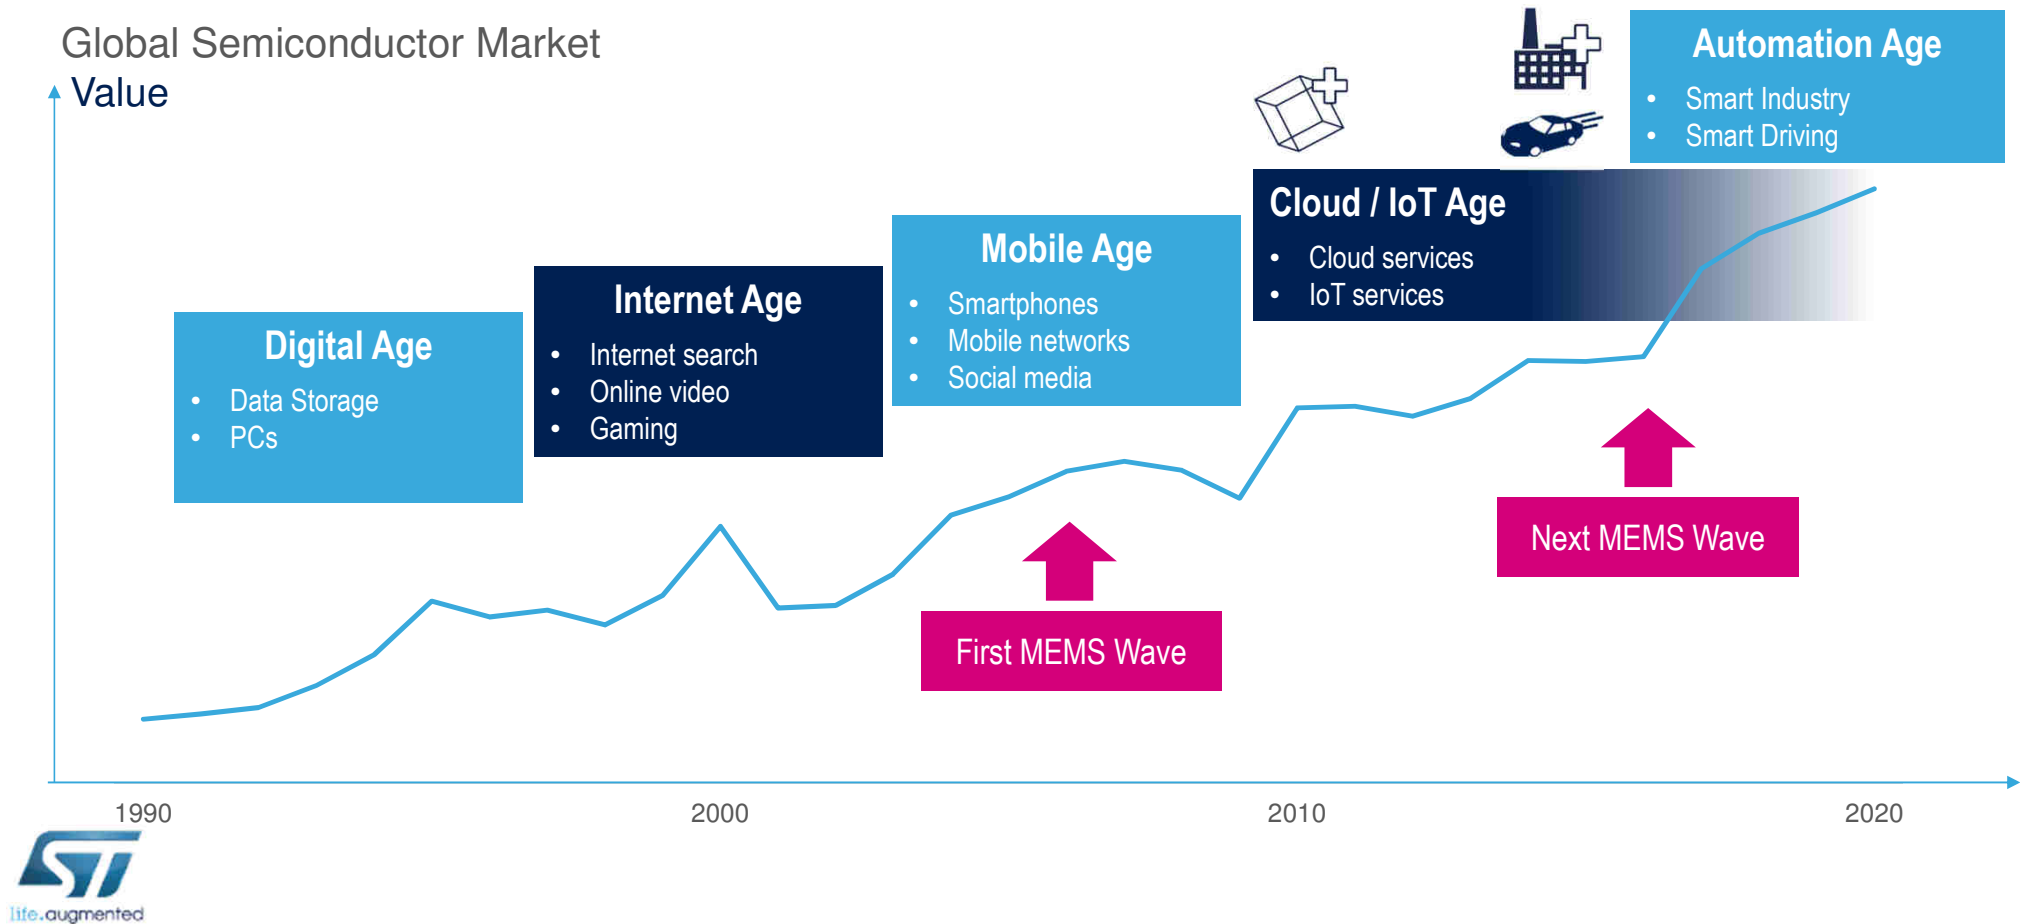 Global Semiconductor Market
Value
Digital Age
• Data Storage
• PCs
Internet Age
• Internet search
• Online video
• Gaming
Mobile Age
• Smartphones
• Mobile networks
• Social media
Cloud / IoT Age
• Cloud services
• IoT services
Automation Age
• Smart Industry
• Smart Driving
First MEMS Wave
Next MEMS Wave
1990
2000
2010
2020
ST
life.augmented